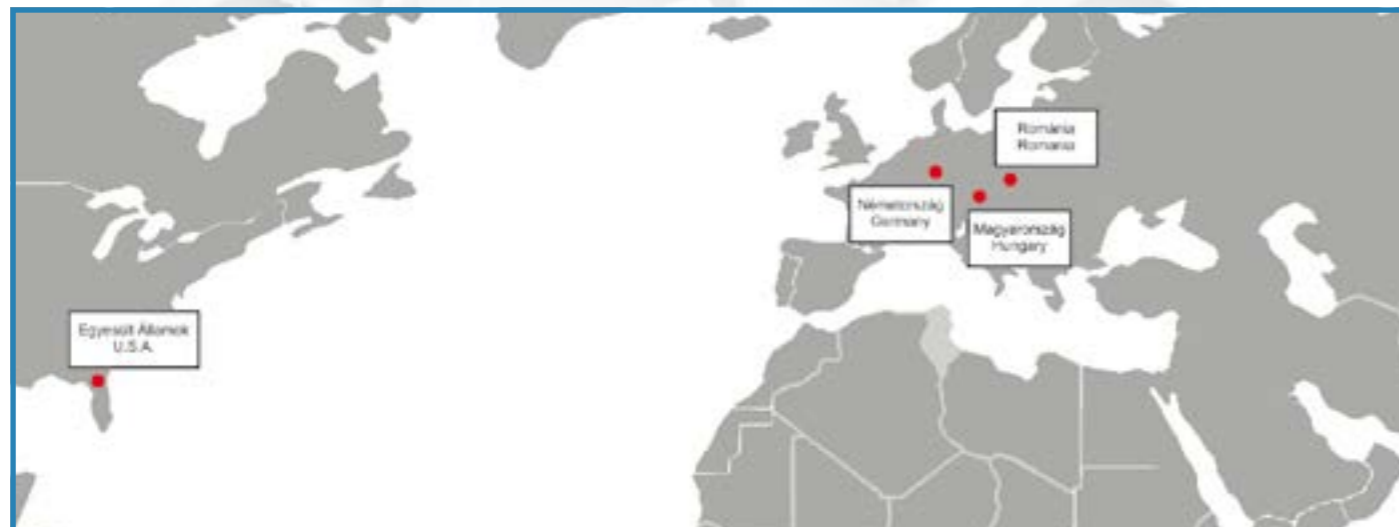 Románia
Romania
Németország
Germany
Magyarország
Hungary
Egyesült Államok
U.S.A.